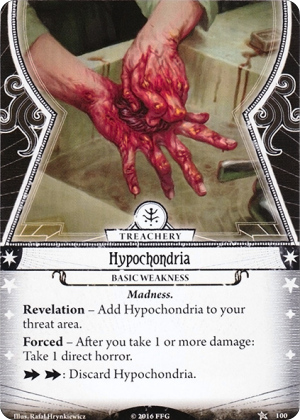 TREACHERY
Hypochondria
BASIC WEAKNESS
Madness.
Revelation – Add Hypochondria to your
threat area.
Forced – After you take 1 or more damage:
Take 1 direct horror.
: Discard Hypochondria.
Illus. Rafał Hrynkiewicz
© 2016 FFG
100